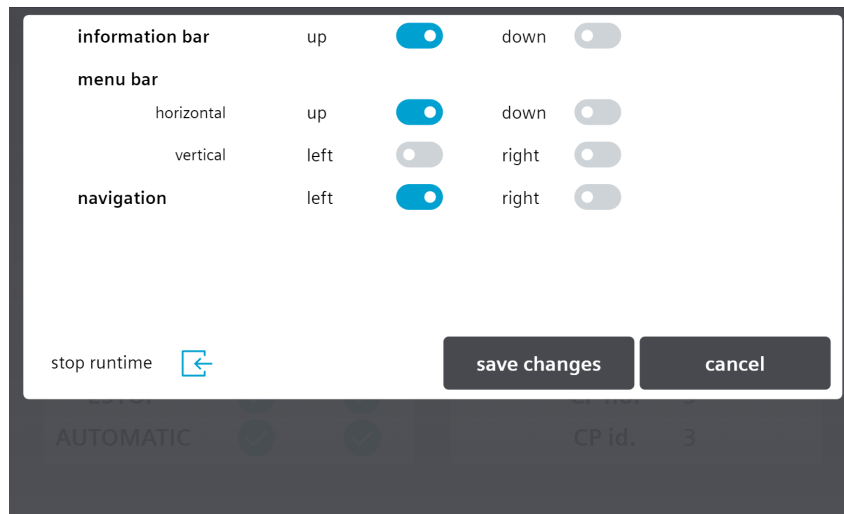 information bar up down
menu bar
horizontal up down
vertical left right
navigation left right
stop runtime save changes cancel
AUTOMATIC CP id. 3